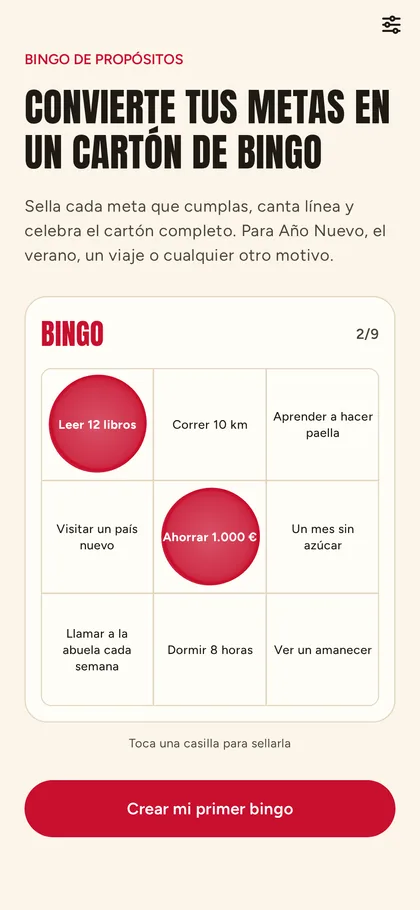 BINGO DE PROPÓSITOS
CONVIERTE TUS METAS EN
UN CARTÓN DE BINGO
Sella cada meta que cumplas, canta línea y
celebra el cartón completo. Para Año Nuevo, el
verano, un viaje o cualquier otro motivo.
BINGO
2/9
Leer 12 libros
Correr 10 km
Aprender a hacer
paella
Visitar un país
nuevo
Ahorrar 1.000 €
Un mes sin
azúcar
Llamar a la
abuela cada
semana
Dormir 8 horas
Ver un amanecer
Toca una casilla para sellarla
Crear mi primer bingo